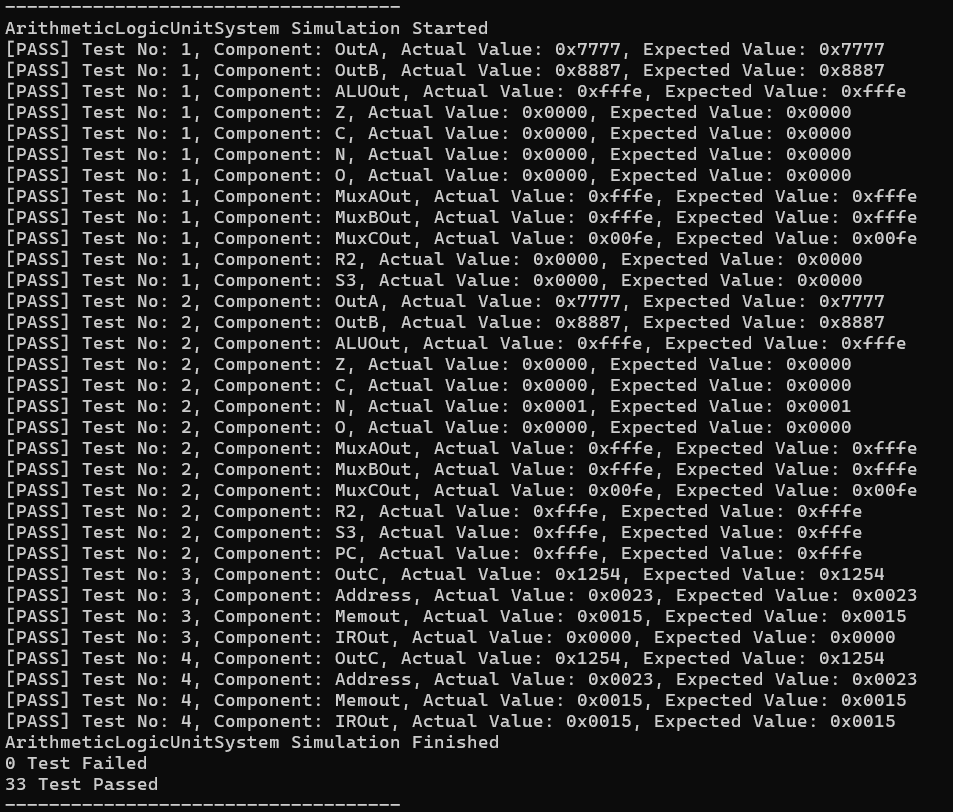 ------------------------------------
ArithmeticLogicUnitSystem Simulation Started
[PASS] Test No: 1, Component: OutA, Actual Value: 0x7777, Expected Value: 0x7777
[PASS] Test No: 1, Component: OutB, Actual Value: 0x8887, Expected Value: 0x8887
[PASS] Test No: 1, Component: ALUOut, Actual Value: 0xfffe, Expected Value: 0xfffe
[PASS] Test No: 1, Component: Z, Actual Value: 0x0000, Expected Value: 0x0000
[PASS] Test No: 1, Component: C, Actual Value: 0x0000, Expected Value: 0x0000
[PASS] Test No: 1, Component: N, Actual Value: 0x0000, Expected Value: 0x0000
[PASS] Test No: 1, Component: O, Actual Value: 0x0000, Expected Value: 0x0000
[PASS] Test No: 1, Component: MuxAOut, Actual Value: 0xfffe, Expected Value: 0xfffe
[PASS] Test No: 1, Component: MuxBOut, Actual Value: 0xfffe, Expected Value: 0xfffe
[PASS] Test No: 1, Component: MuxCOut, Actual Value: 0x00fe, Expected Value: 0x00fe
[PASS] Test No: 1, Component: R2, Actual Value: 0x0000, Expected Value: 0x0000
[PASS] Test No: 1, Component: S3, Actual Value: 0x0000, Expected Value: 0x0000
[PASS] Test No: 2, Component: OutA, Actual Value: 0x7777, Expected Value: 0x7777
[PASS] Test No: 2, Component: OutB, Actual Value: 0x8887, Expected Value: 0x8887
[PASS] Test No: 2, Component: ALUOut, Actual Value: 0xfffe, Expected Value: 0xfffe
[PASS] Test No: 2, Component: Z, Actual Value: 0x0000, Expected Value: 0x0000
[PASS] Test No: 2, Component: C, Actual Value: 0x0000, Expected Value: 0x0000
[PASS] Test No: 2, Component: N, Actual Value: 0x0001, Expected Value: 0x0001
[PASS] Test No: 2, Component: O, Actual Value: 0x0000, Expected Value: 0x0000
[PASS] Test No: 2, Component: MuxAOut, Actual Value: 0xfffe, Expected Value: 0xfffe
[PASS] Test No: 2, Component: MuxBOut, Actual Value: 0xfffe, Expected Value: 0xfffe
[PASS] Test No: 2, Component: MuxCOut, Actual Value: 0x00fe, Expected Value: 0x00fe
[PASS] Test No: 2, Component: R2, Actual Value: 0xfffe, Expected Value: 0xfffe
[PASS] Test No: 2, Component: S3, Actual Value: 0xfffe, Expected Value: 0xfffe
[PASS] Test No: 2, Component: PC, Actual Value: 0xfffe, Expected Value: 0xfffe
[PASS] Test No: 3, Component: OutC, Actual Value: 0x1254, Expected Value: 0x1254
[PASS] Test No: 3, Component: Address, Actual Value: 0x0023, Expected Value: 0x0023
[PASS] Test No: 3, Component: Memout, Actual Value: 0x0015, Expected Value: 0x0015
[PASS] Test No: 3, Component: IROut, Actual Value: 0x0000, Expected Value: 0x0000
[PASS] Test No: 4, Component: OutC, Actual Value: 0x1254, Expected Value: 0x1254
[PASS] Test No: 4, Component: Address, Actual Value: 0x0023, Expected Value: 0x0023
[PASS] Test No: 4, Component: Memout, Actual Value: 0x0015, Expected Value: 0x0015
[PASS] Test No: 4, Component: IROut, Actual Value: 0x0015, Expected Value: 0x0015
ArithmeticLogicUnitSystem Simulation Finished
0 Test Failed
33 Test Passed
------------------------------------